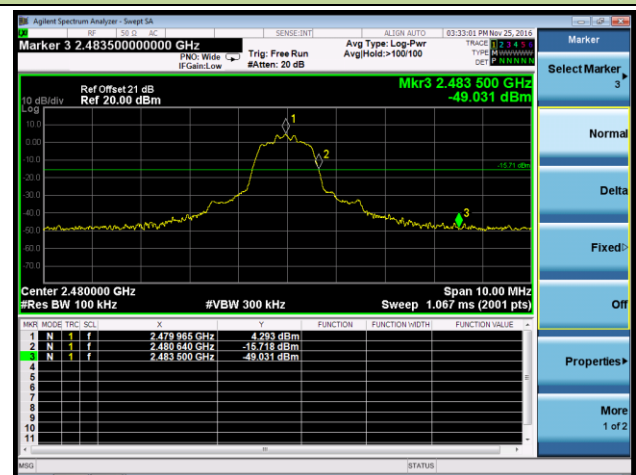 Agilent Spectrum Analyzer - Swept SA
RF 50 Ω AC SENSE:INT ALIGN AUTO 03:33:01 PM Nov 25, 2016
Marker 3 2.483500000000 GHz
PNO: Wide
IFGain:Low
Trig: Free Run
#Atten: 20 dB
Avg Type: Log-Pwr
Avg|Hold:>100/100
TRACE 1 2 3 4 5 6
TYPE M WWWWW
DET P N N N N N
Ref Offset 21 dB
10 dB/div Ref 20.00 dBm
Log
Mkr3 2.483 500 GHz
-49.031 dBm
10.0
0.00
-10.0
-20.0
-30.0
-40.0
-50.0
-60.0
-70.0
1
2
-15.71 dBm
3
Center 2.480000 GHz Span 10.00 MHz
#Res BW 100 kHz #VBW 300 kHz Sweep 1.067 ms (2001 pts)
MKR MODE TRC SCL X Y FUNCTION FUNCTION WIDTH FUNCTION VALUE
1 N 1 f 2.479 965 GHz 4.293 dBm
2 N 1 f 2.480 640 GHz -15.718 dBm
3 N 1 f 2.483 500 GHz -49.031 dBm
4
5
6
7
8
9
10
11
MSG STATUS
Marker
Select Marker
3
Normal
Delta
Fixed
Off
Properties
More
1 of 2